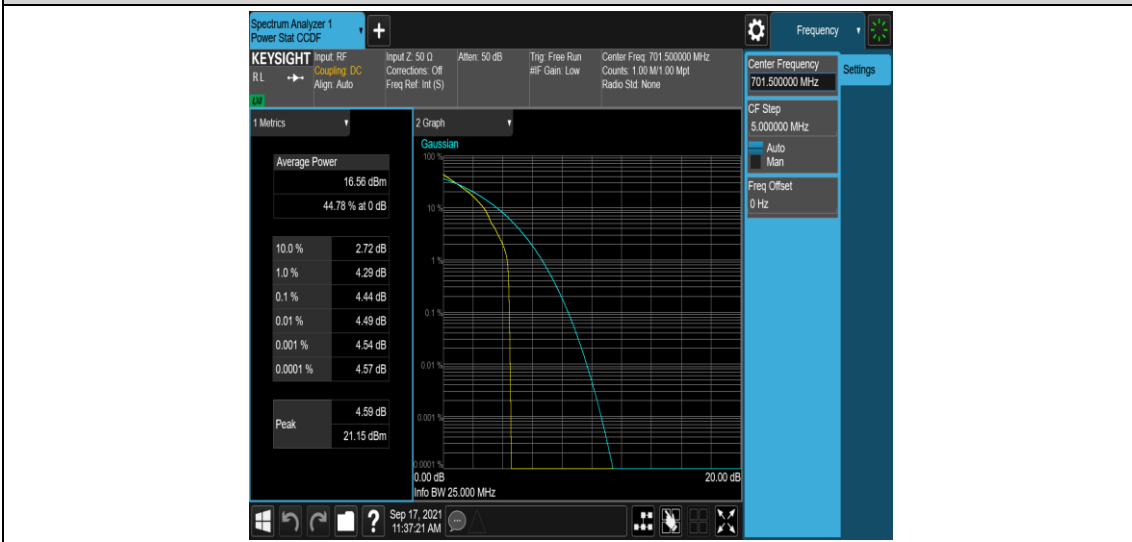 Spectrum Analyzer 1
Power Stat CCDF
+
Frequency
KEYSIGHT
RL
LXI
Input: RF
Coupling: DC
Align: Auto
Input Z: 50 Ω
Corrections: Off
Freq Ref: Int (S)
Atten: 50 dB
Trig: Free Run
#IF Gain: Low
Center Freq: 701.500000 MHz
Counts: 1.00 M/1.00 Mpt
Radio Std: None
Center Frequency
701.500000 MHz
Settings
CF Step
5.000000 MHz
Auto
Man
Freq Offset
0 Hz
1 Metrics
Average Power
16.56 dBm
44.78 % at 0 dB
10.0 % 2.72 dB
1.0 % 4.29 dB
0.1 % 4.44 dB
0.01 % 4.49 dB
0.001 % 4.54 dB
0.0001 % 4.57 dB
Peak
4.59 dB
21.15 dBm
2 Graph
Gaussian
100 %
10 %
1 %
0.1 %
0.01 %
0.001 %
0.0001 %
0.00 dB 20.00 dB
Info BW 25.000 MHz
?
Sep 17, 2021
11:37:21 AM